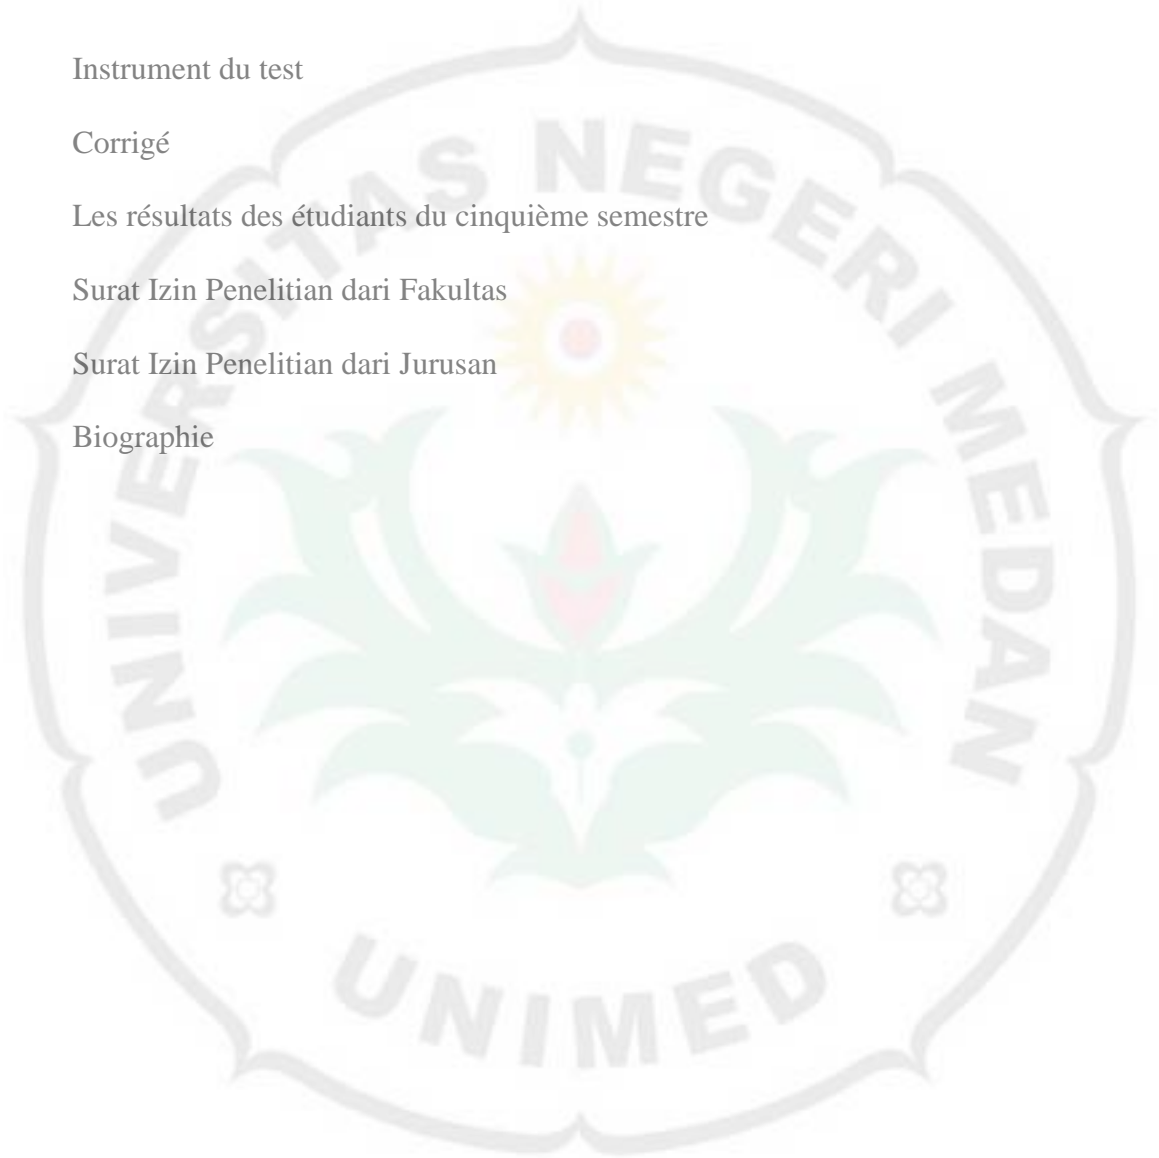 Instrument du test
Corrigé
Les résultats des étudiants du cinquième semestre
Surat Izin Penelitian dari Fakultas
Surat Izin Penelitian dari Jurusan
Biographie
UNIVERSITAS NEGERI MEDAN
UNIMED